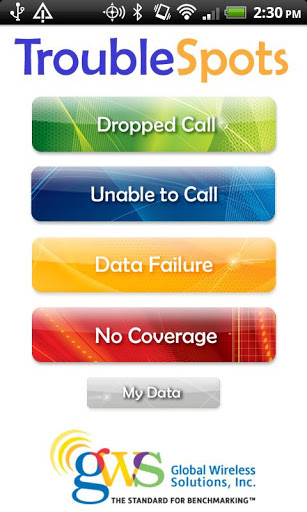 2:30 PM
TroubleSpots
Dropped Call
Unable to Call
Data Failure
No Coverage
My Data
gws Global Wireless
Solutions, Inc.
THE STANDARD FOR BENCHMARKING™